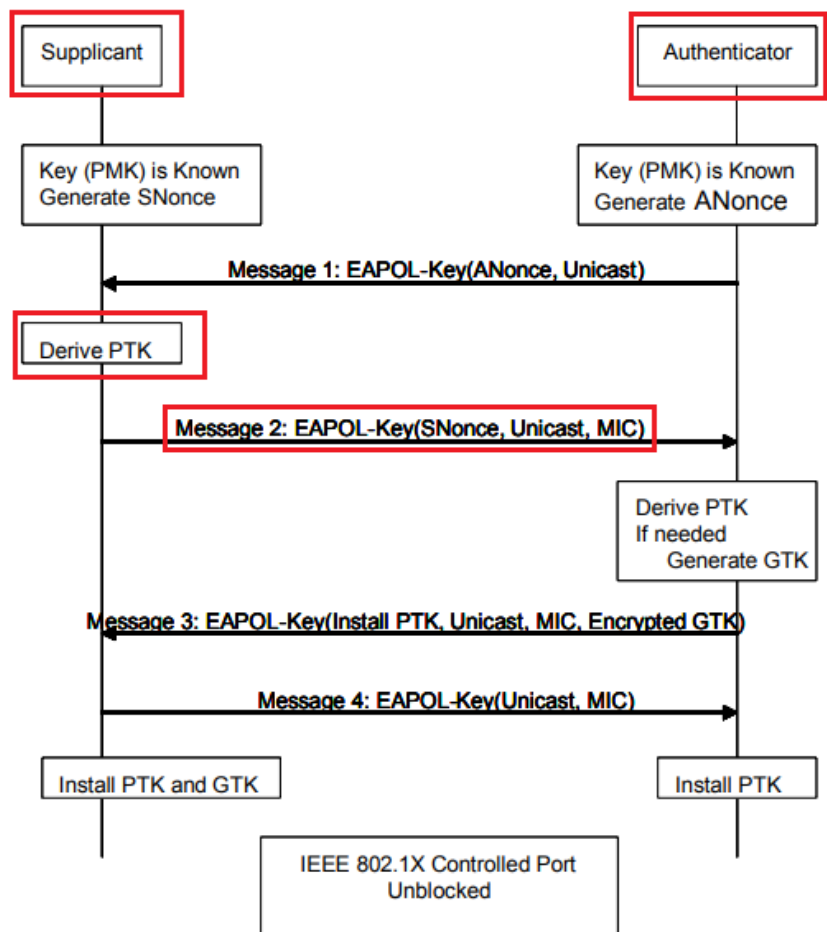 Supplicant
Authenticator
Key (PMK) is Known
Generate SNonce
Key (PMK) is Known
Generate ANonce
Message 1: EAPOL-Key(ANonce, Unicast)
Derive PTK
Message 2: EAPOL-Key(SNonce, Unicast, MIC)
Derive PTK
If needed
Generate GTK
Message 3: EAPOL-Key(Install PTK, Unicast, MIC, Encrypted GTK)
Message 4: EAPOL-Key(Unicast, MIC)
Install PTK and GTK
Install PTK
IEEE 802.1X Controlled Port
Unblocked